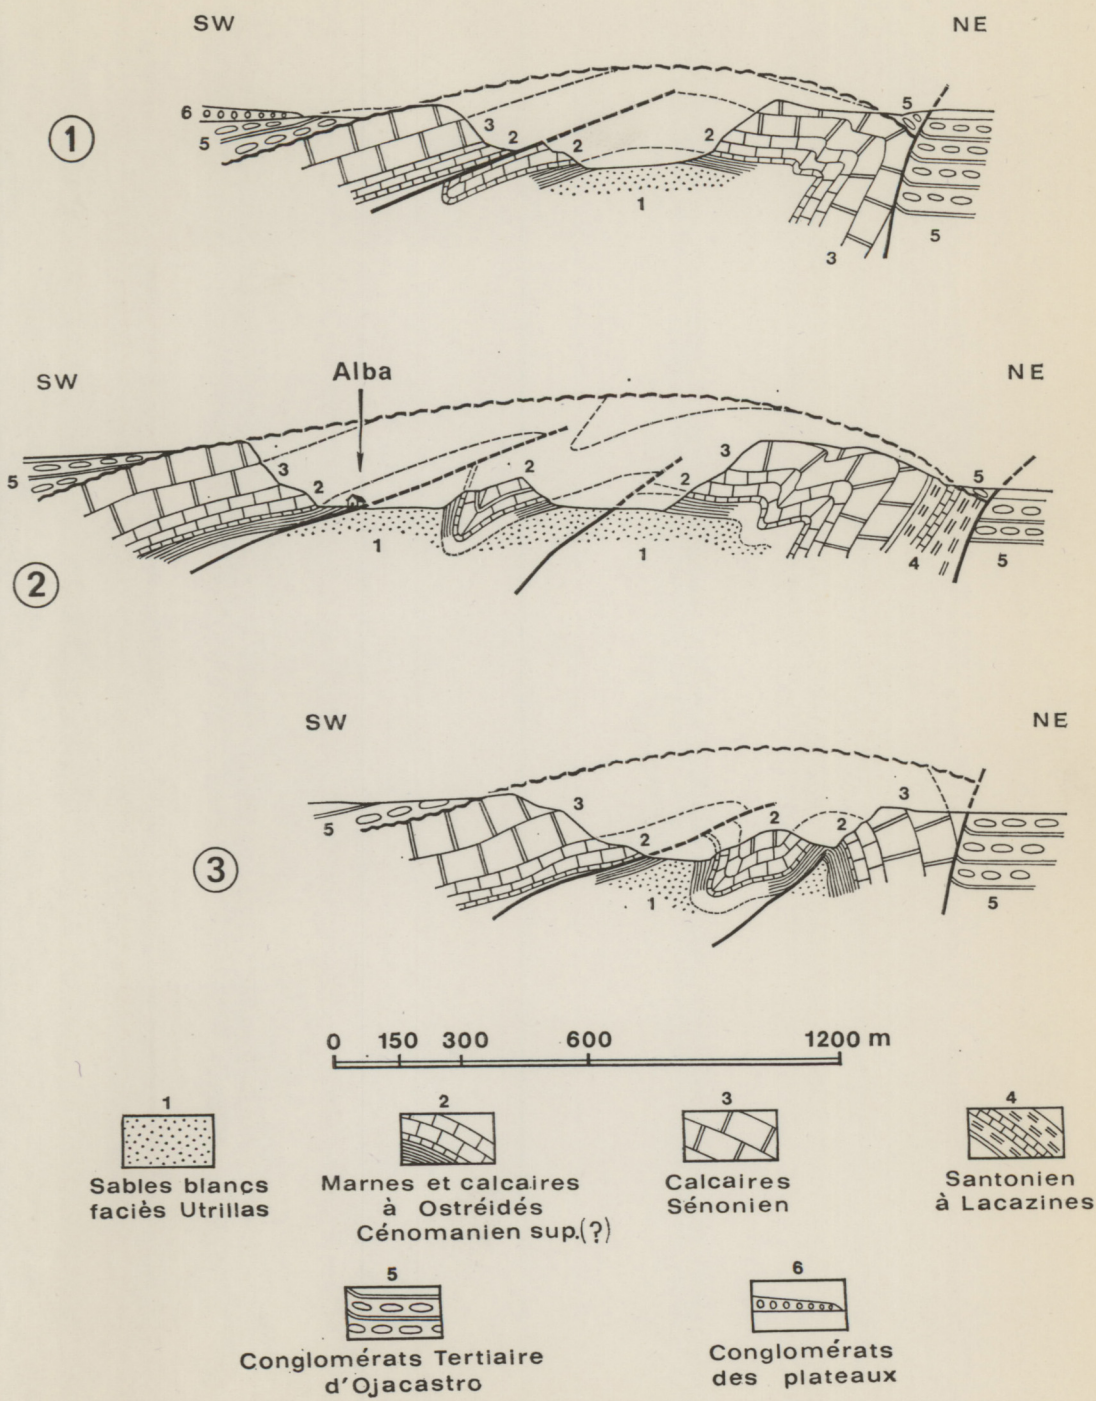 SW NE
1
6
5
3
2
2
2
5
1
3
5
SW Alba NE
2
5
3
2
1
2
2
3
5
1
4
5
SW NE
3
5
3
2
2
2
3
1
5
0 150 300 600 1200 m
1 2 3 4
Sables blancs
faciès Utrillas
Marnes et calcaires
à Ostréidés
Cénomanien sup.(?)
Calcaires
Sénonien
Santonien
à Lacazines
5 6
Conglomérats Tertiaire
d'Ojacastro
Conglomérats
des plateaux